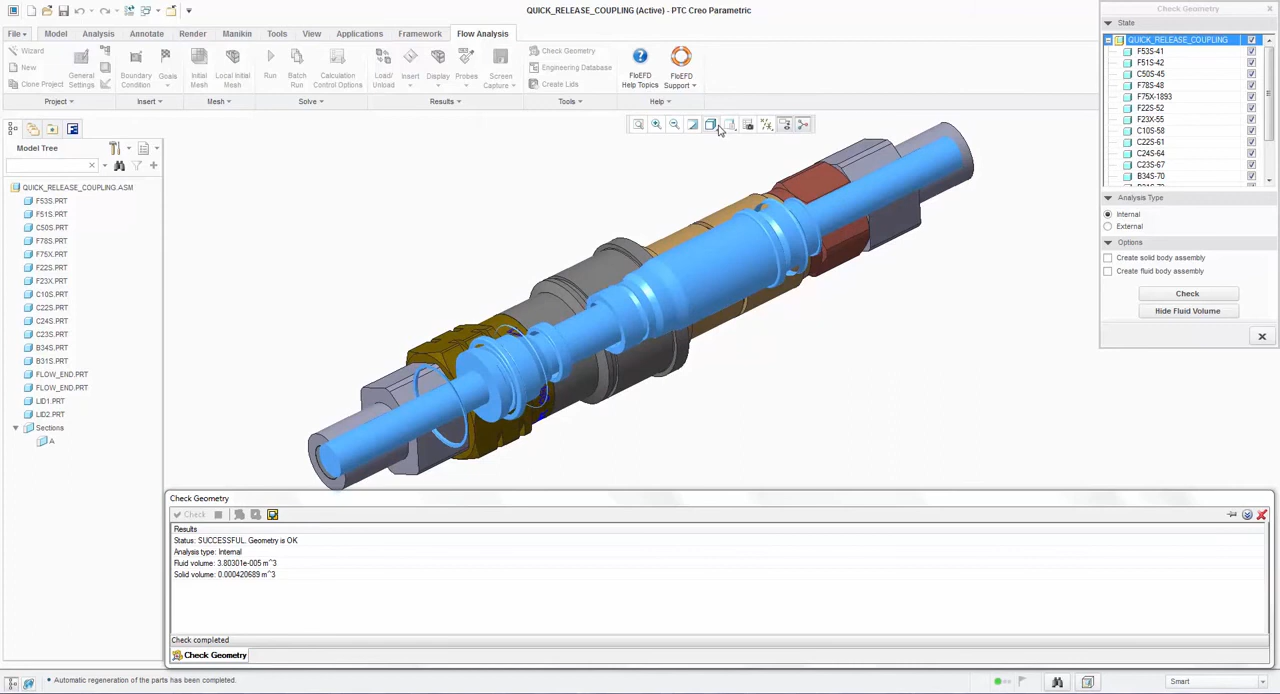 QUICK_RELEASE_COUPLING (Active) - PTC Creo Parametric
File
Model
Analysis
Annotate
Render
Manikin
Tools
View
Applications
Framework
Flow Analysis
Wizard
New
Clone Project
General Settings
Boundary Condition
Goals
Initial Mesh
Local Initial Mesh
Run
Batch Run
Calculation Control Options
Load/ Unload
Insert
Display
Probes
Screen Capture
Check Geometry
Engineering Database
Create Lids
FloEFD Help Topics
FloEFD Support
Project
Insert
Mesh
Solve
Results
Tools
Help
Model Tree
QUICK_RELEASE_COUPLING.ASM
F53S.PRT
F51S.PRT
C50S.PRT
F78S.PRT
F75X.PRT
F22S.PRT
F23X.PRT
C10S.PRT
C22S.PRT
C24S.PRT
C23S.PRT
B34S.PRT
B31S.PRT
FLOW_END.PRT
FLOW_END.PRT
LID1.PRT
LID2.PRT
Sections
A
Check Geometry
State
QUICK_RELEASE_COUPLING
F53S-41
F51S-42
C50S-45
F78S-48
F75X-1893
F22S-52
F23X-55
C10S-58
C22S-61
C24S-64
C23S-67
B34S-70
Analysis Type
Internal
External
Options
Create solid body assembly
Create fluid body assembly
Check
Hide Fluid Volume
Check Geometry
Check
Results
Status: SUCCESSFUL. Geometry is OK
Analysis type: Internal
Fluid volume: 3.80301e-005 m^3
Solid volume: 0.000420689 m^3
Check completed
Check Geometry
Automatic regeneration of the parts has been completed.
Smart